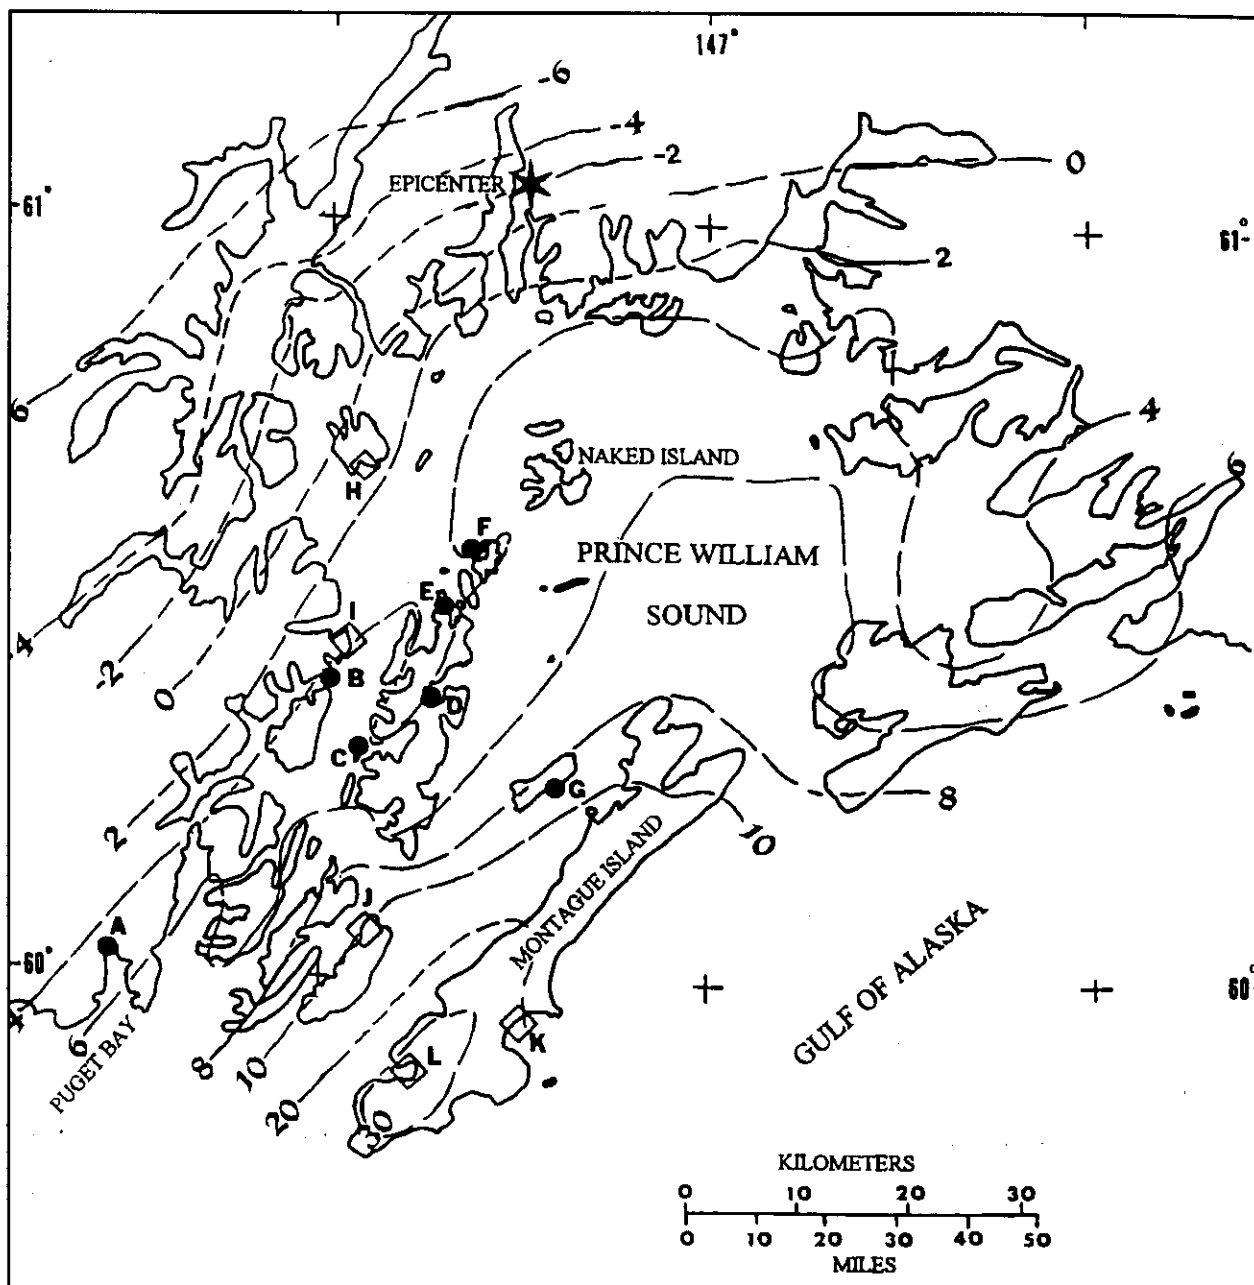 147°
-6
-4
-2
0
EPICENTER
61°
61°
2
6
4
6
NAKED ISLAND
H
F
PRINCE WILLIAM
SOUND
E
I
4
-2
0
B
D
C
G
8
2
10
MONTAGUE ISLAND
A
J
60°
60°
GULF OF ALASKA
4
6
PUGET BAY
8
10
20
L
K
30
KILOMETERS
0 10 20 30
0 10 20 30 40 50
MILES